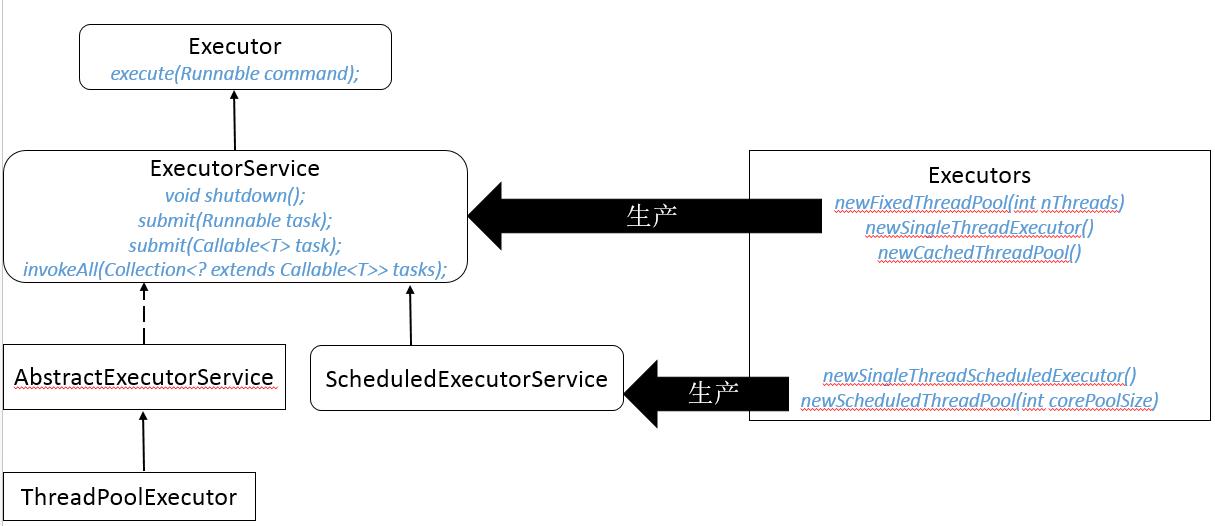 Executor
execute(Runnable command);
ExecutorService
void shutdown();
submit(Runnable task);
submit(Callable<T> task);
invokeAll(Collection<? extends Callable<T>> tasks);
生产
Executors
newFixedThreadPool(int nThreads)
newSingleThreadExecutor()
newCachedThreadPool()
AbstractExecutorService
ScheduledExecutorService
生产
newSingleThreadScheduledExecutor()
newScheduledThreadPool(int corePoolSize)
ThreadPoolExecutor